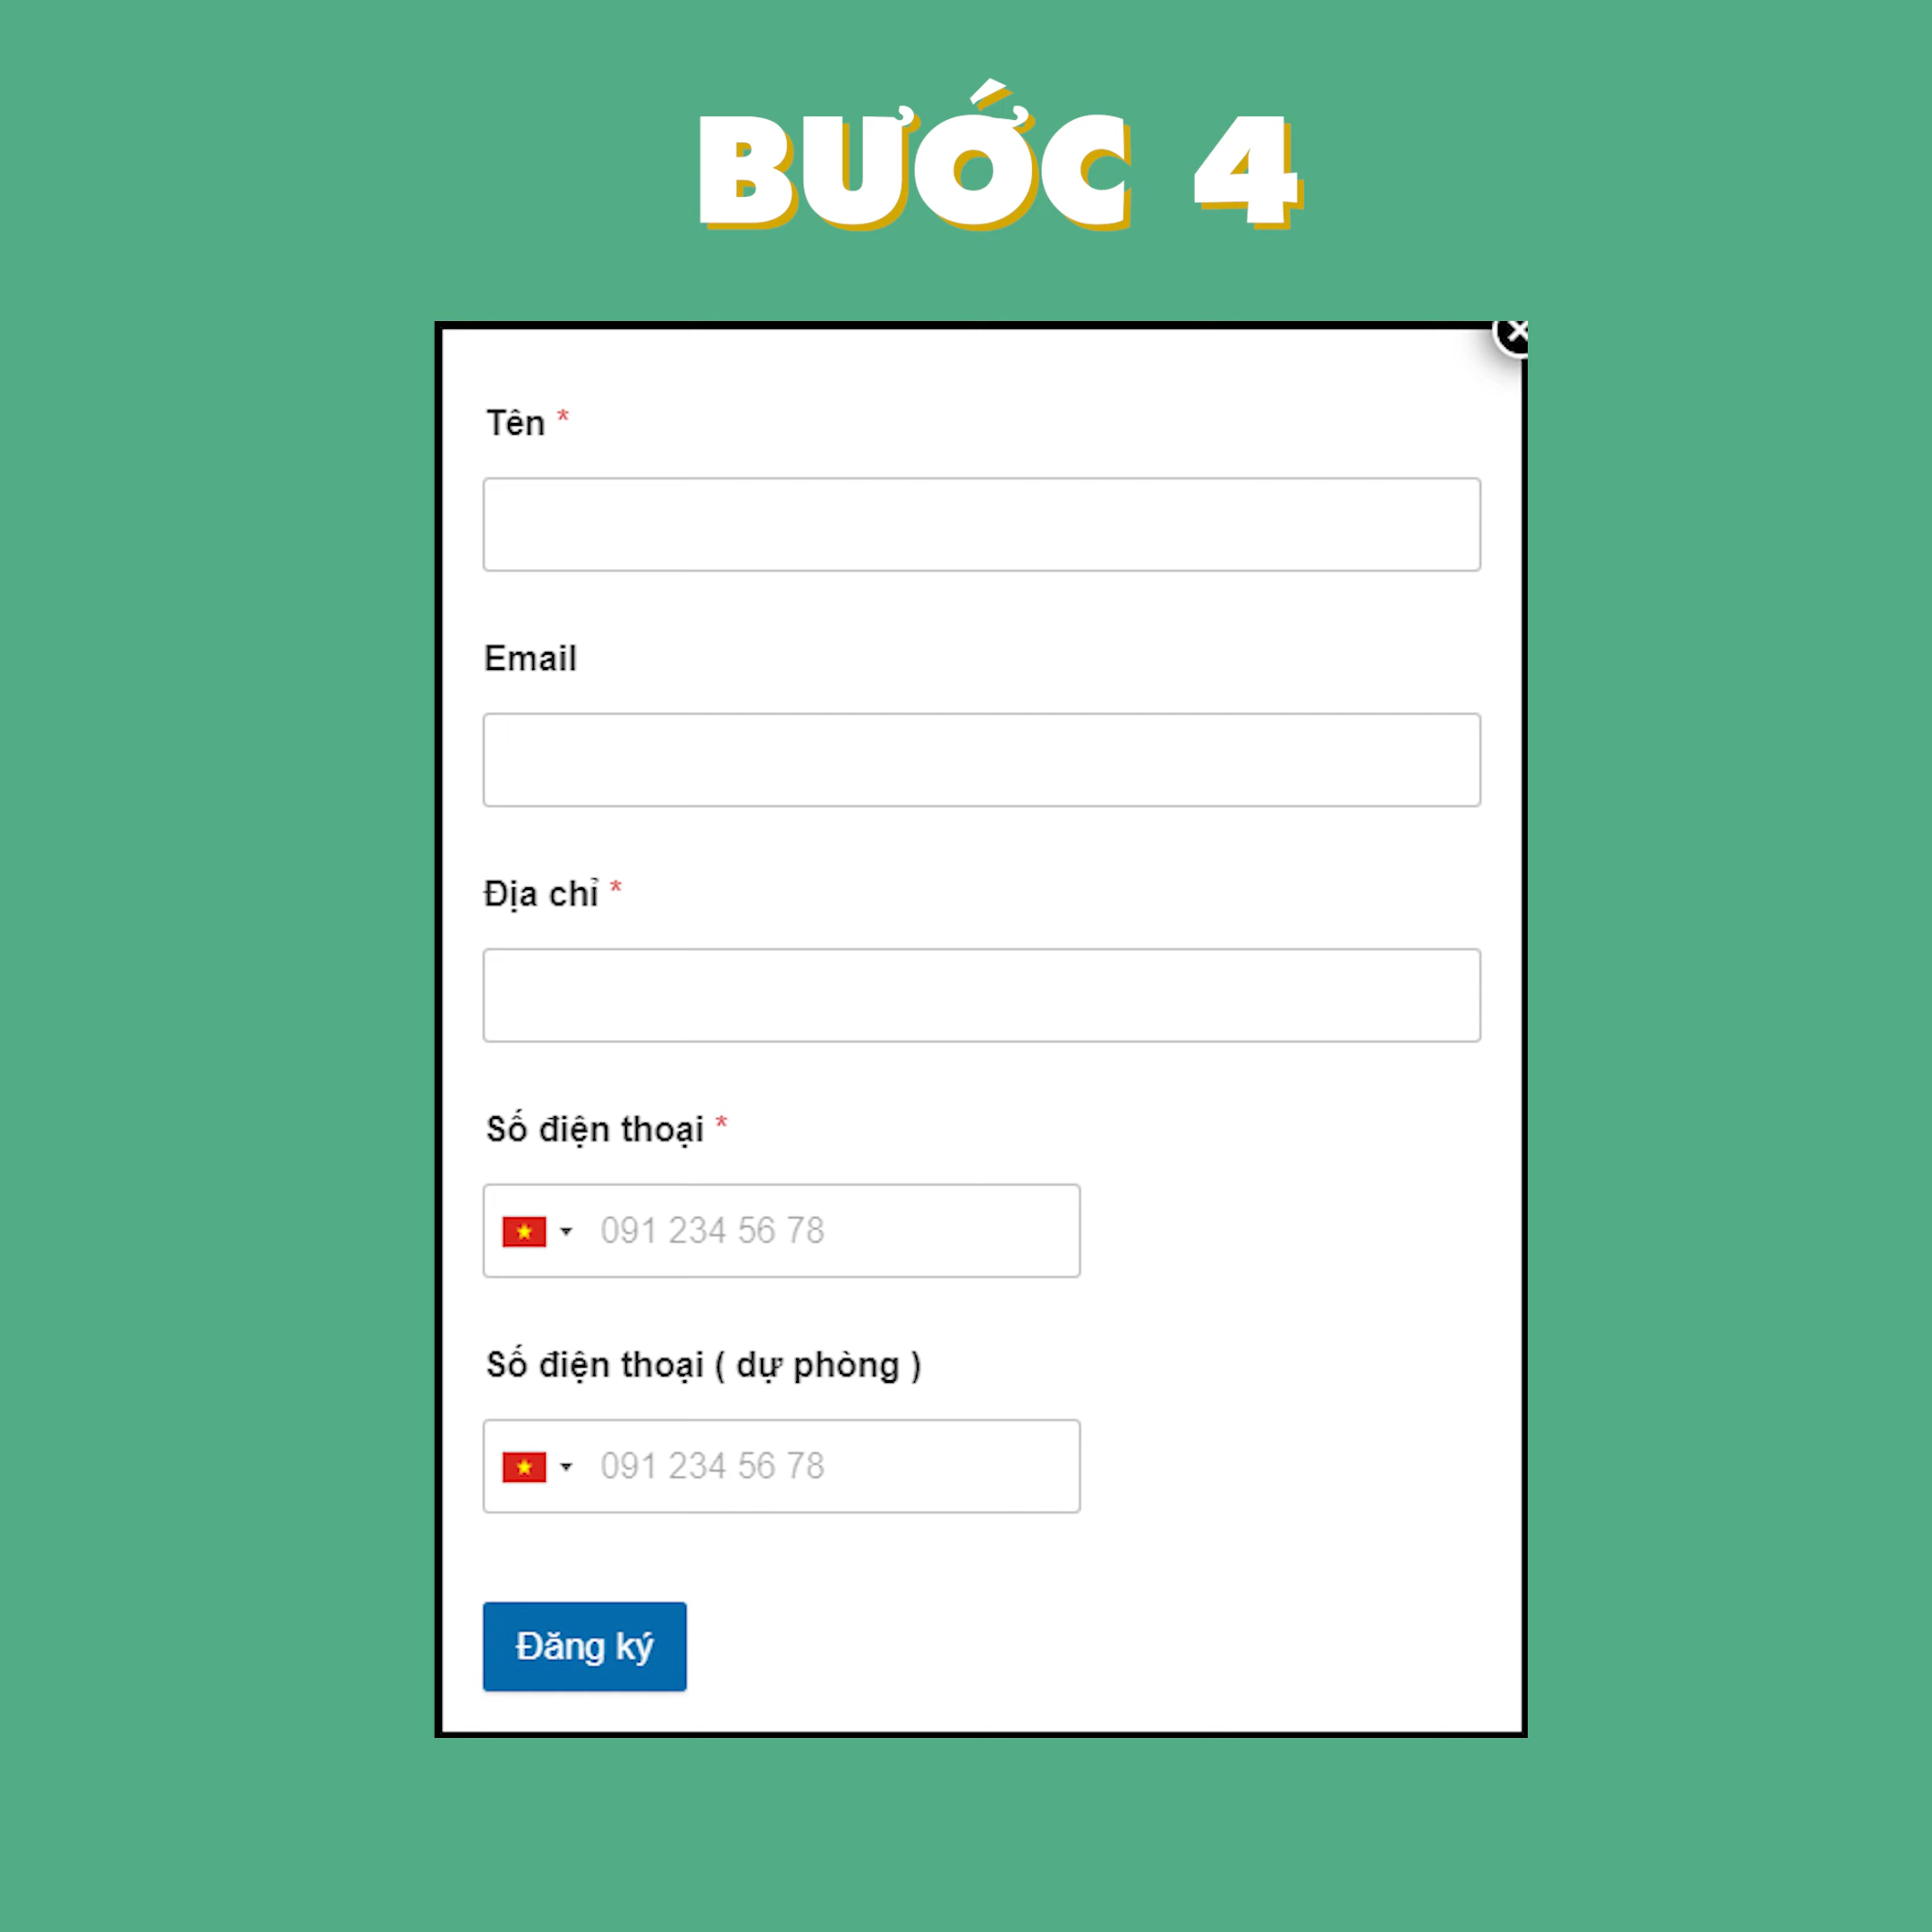 BƯỚC 4
Tên *
Email
Địa chỉ *
Số điện thoại *
091 234 56 78
Số điện thoại ( dự phòng )
091 234 56 78
Đăng ký